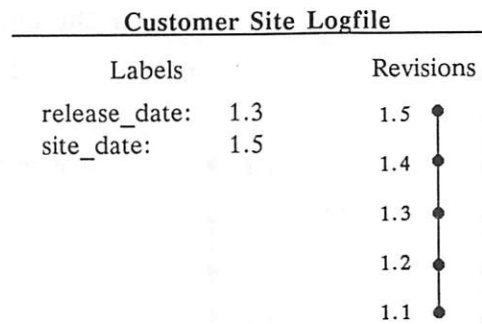 Customer Site Logfile
Labels
Revisions
release_date: 1.3
site_date: 1.5
1.5
1.4
1.3
1.2
1.1